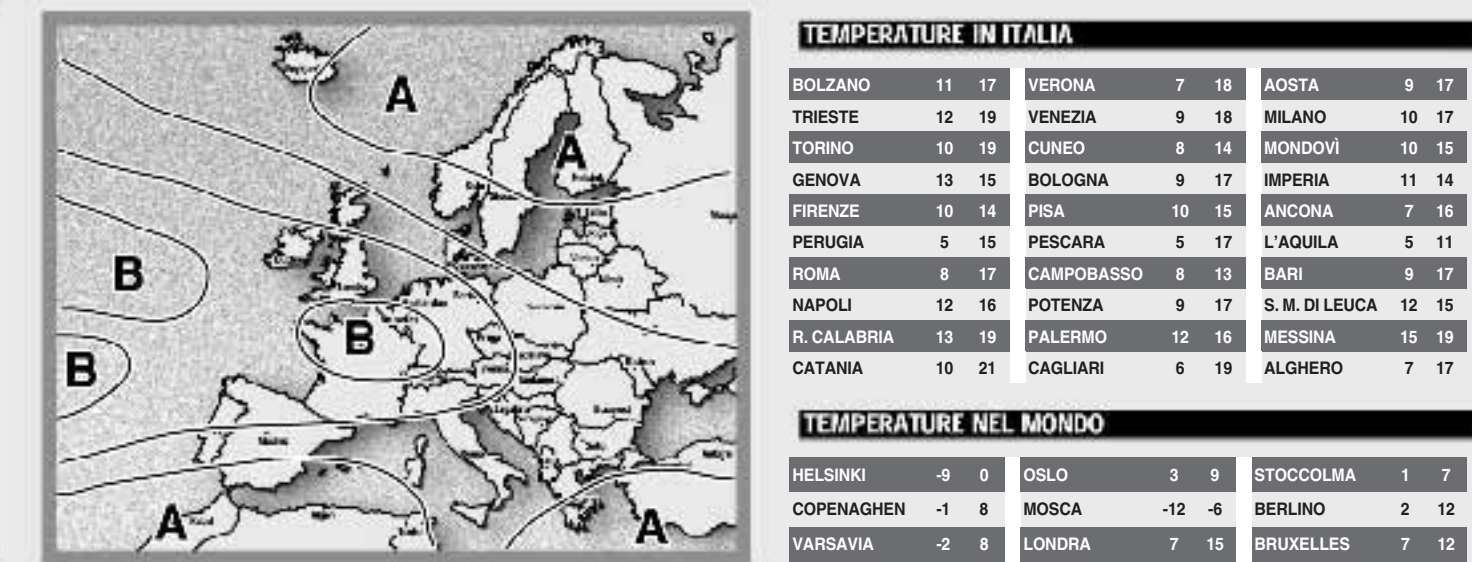 A
A
B
B
B
A
A
TEMPERATURE IN ITALIA
BOLZANO 11 17 VERONA 7 18 AOSTA 9 17
TRIESTE 12 19 VENEZIA 9 18 MILANO 10 17
TORINO 10 19 CUNEO 8 14 MONDOVÌ 10 15
GENOVA 13 15 BOLOGNA 9 17 IMPERIA 11 14
FIRENZE 10 14 PISA 10 15 ANCONA 7 16
PERUGIA 5 15 PESCARA 5 17 L'AQUILA 5 11
ROMA 8 17 CAMPOBASSO 8 13 BARI 9 17
NAPOLI 12 16 POTENZA 9 17 S. M. DI LEUCA 12 15
R. CALABRIA 13 19 PALERMO 12 16 MESSINA 15 19
CATANIA 10 21 CAGLIARI 6 19 ALGHERO 7 17
TEMPERATURE NEL MONDO
HELSINKI -9 0 OSLO 3 9 STOCCOLMA 1 7
COPENAGHEN -1 8 MOSCA -12 -6 BERLINO 2 12
VARSAVIA -2 8 LONDRA 7 15 BRUXELLES 7 12